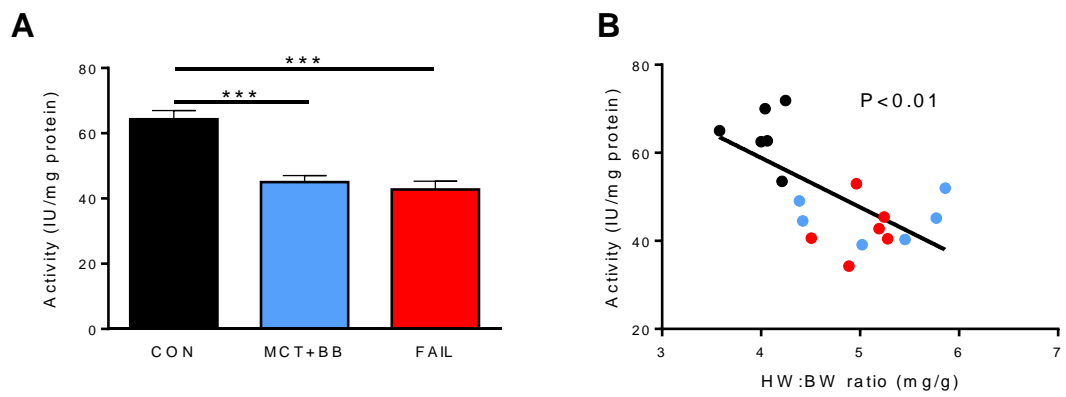 A
Activity (IU/mg protein)
80
60
40
20
0
***
***
CON MCT+BB FAIL
B
Activity (IU/mg protein)
80
60
40
20
P<0.01
3 4 5 6 7
HW:BW ratio (mg/g)